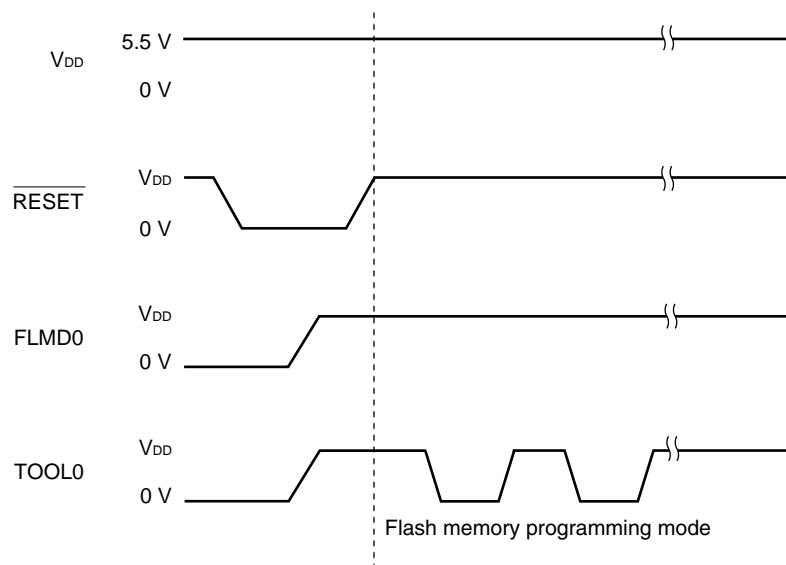 VDD
5.5 V
0 V
RESET
VDD
0 V
FLMD0
VDD
0 V
TOOL0
VDD
0 V
Flash memory programming mode